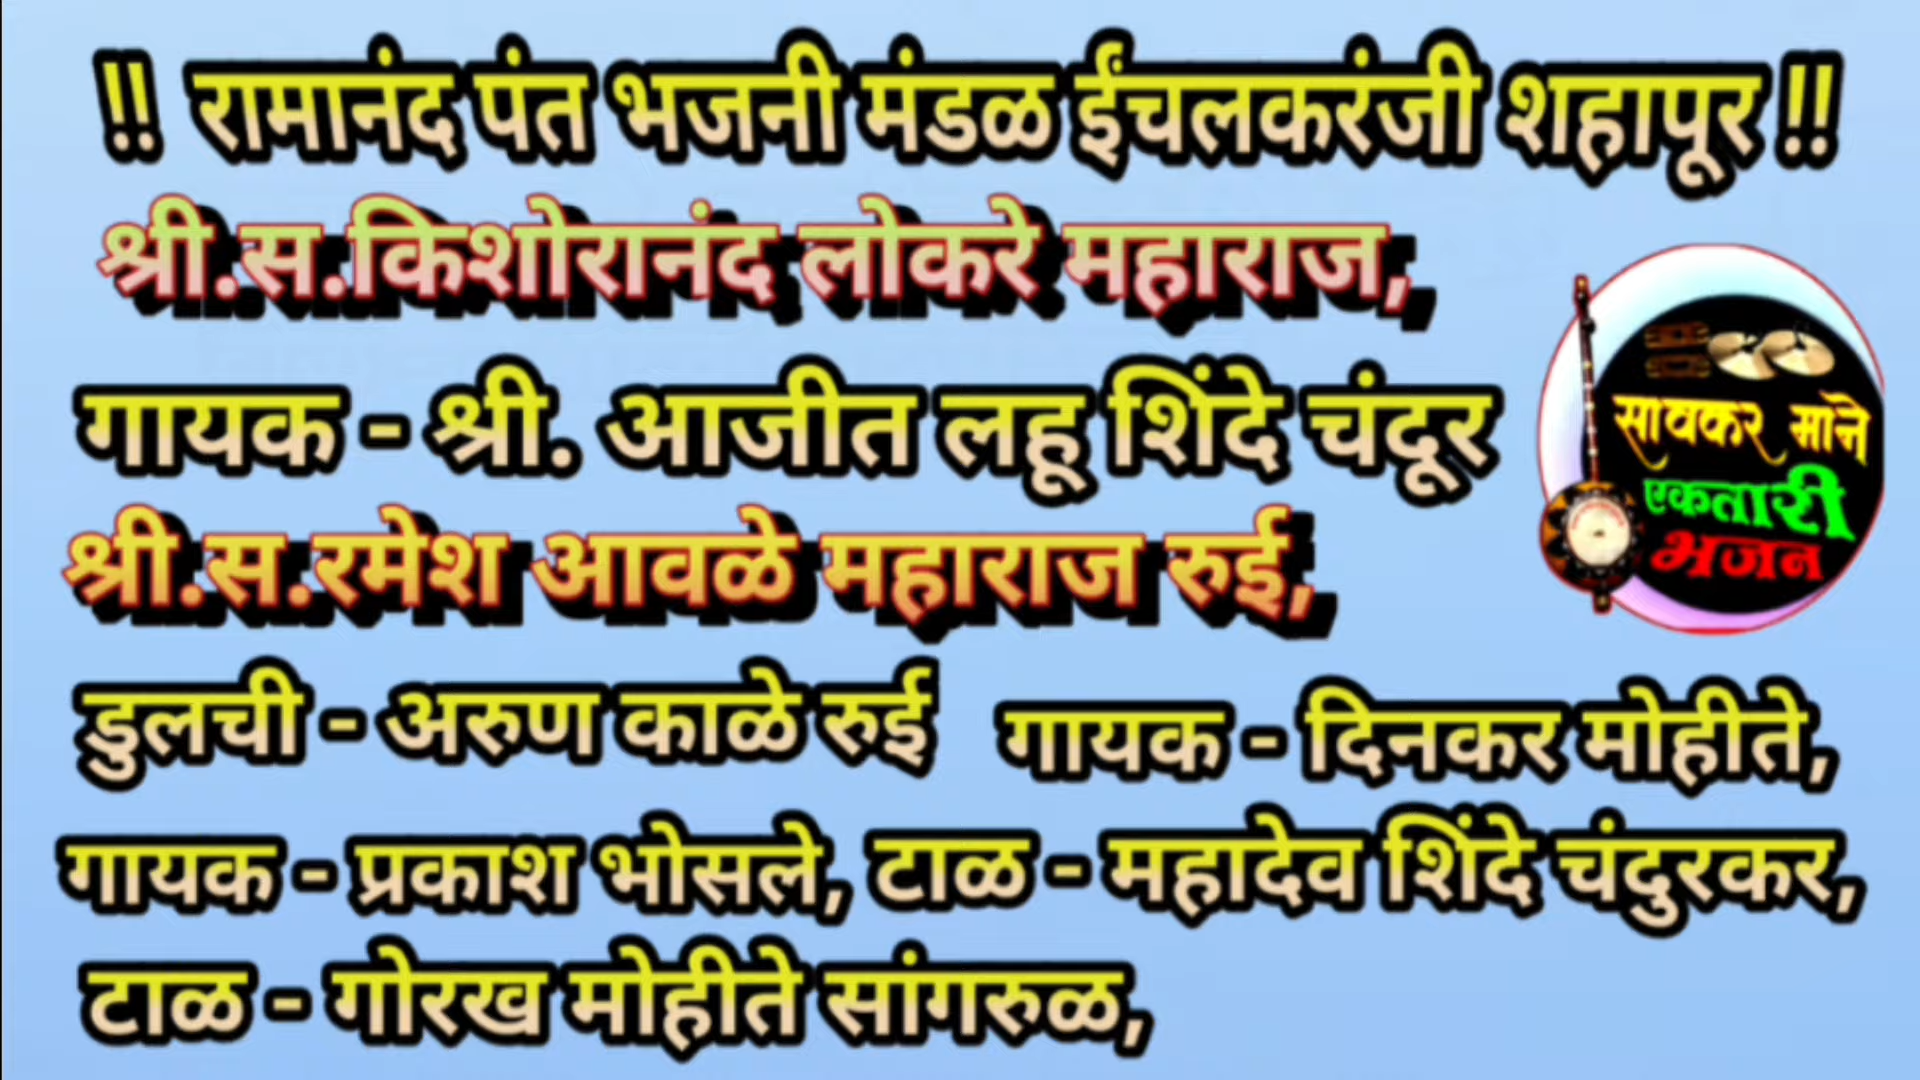 !! रामानंद पंत भजनी मंडळ ईंचलकरंजी शहापूर !!
श्री.स.किशोरानंद लोकरे महाराज,
गायक - श्री. आजीत लहू शिंदे चंदूर
श्री.स.रमेश आवळे महाराज रुई,
डुलची - अरुण काळे रुई गायक - दिनकर मोहीते,
गायक - प्रकाश भोसले, टाळ - महादेव शिंदे चंदुरकर,
टाळ - गोरख मोहीते सांगरुळ,
सावकर माने
एकतारी
भजन